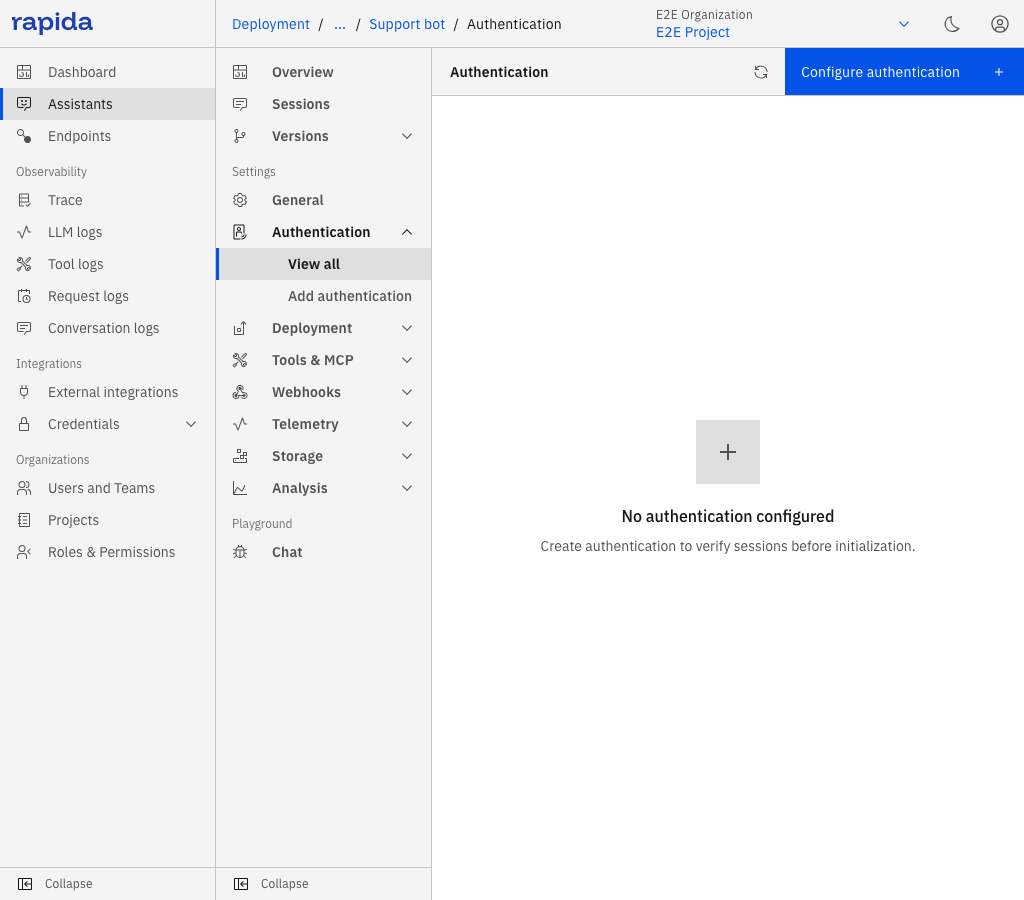 rapida
Deployment / ... / Support bot / Authentication
E2E Organization
E2E Project
Dashboard
Assistants
Endpoints
Observability
Trace
LLM logs
Tool logs
Request logs
Conversation logs
Integrations
External integrations
Credentials
Organizations
Users and Teams
Projects
Roles & Permissions
Collapse
Overview
Sessions
Versions
Settings
General
Authentication
View all
Add authentication
Deployment
Tools & MCP
Webhooks
Telemetry
Storage
Analysis
Playground
Chat
Collapse
Authentication
Configure authentication +
No authentication configured
Create authentication to verify sessions before initialization.